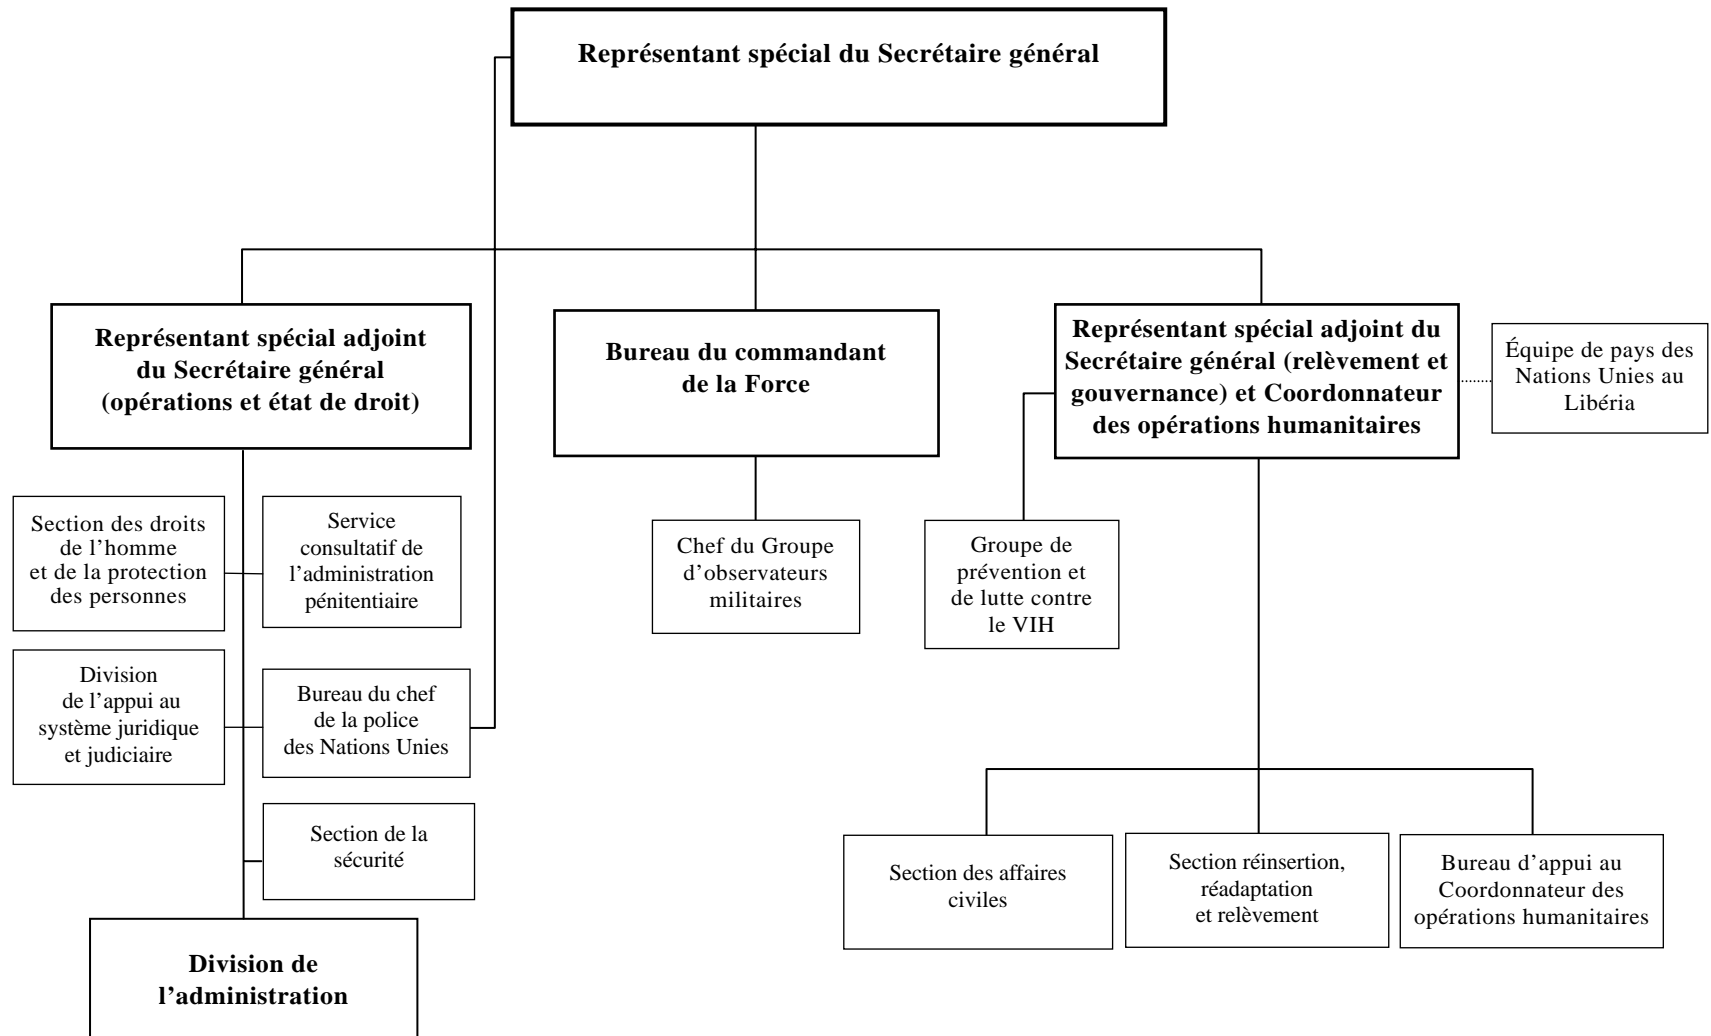 Représentant spécial du Secrétaire général
Représentant spécial adjoint
du Secrétaire général
(opérations et état de droit)
Bureau du commandant
de la Force
Représentant spécial adjoint du
Secrétaire général (relèvement et
gouvernance) et Coordonnateur
des opérations humanitaires
Équipe de pays des
Nations Unies au
Libéria
Section des droits
de l’homme
et de la protection
des personnes
Service
consultatif de
l’administration
pénitentiaire
Chef du Groupe
d’observateurs
militaires
Groupe de
prévention et
de lutte contre
le VIH
Division
de l’appui au
système juridique
et judiciaire
Bureau du chef
de la police
des Nations Unies
Section de la
sécurité
Section des affaires
civiles
Section réinsertion,
réadaptation
et relèvement
Bureau d’appui au
Coordonnateur des
opérations humanitaires
Division de
l’administration